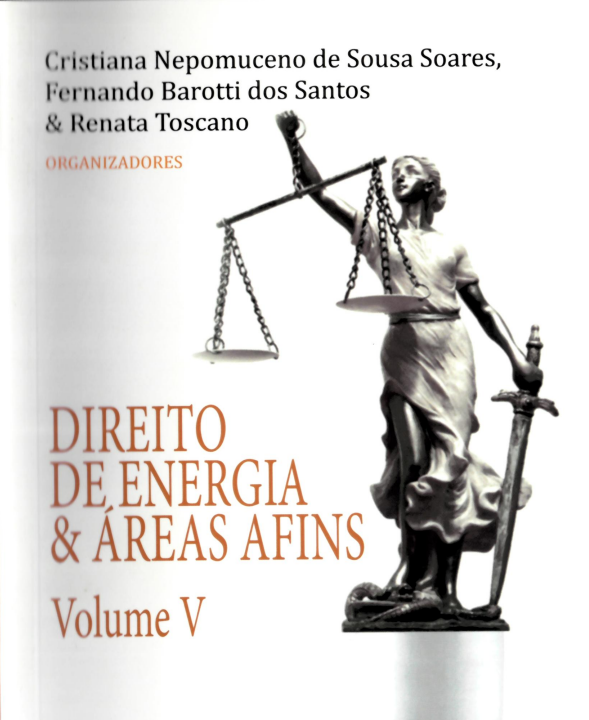 Cristiana Nepomuceno de Sousa Soares,
Fernando Barotti dos Santos
& Renata Toscano
ORGANIZADORES
DIREITO
DE ENERGIA
& ÁREAS AFINS
Volume V